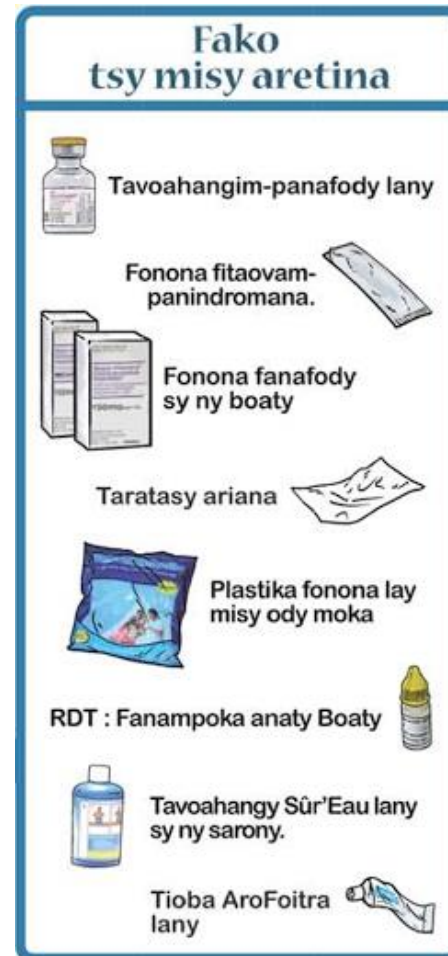 Fako
tsy misy aretina
Tavoahangim-panafody lany
Fonona fitaovam-
panindromana.
Fonona fanafody
sy ny boaty
Taratasy ariana
Plastika fonona lay
misy ody moka
RDT : Fanampoka anaty Boaty
Tavoahangy Sûr'Eau lany
sy ny sarony.
Tioba AroFoitra
lany